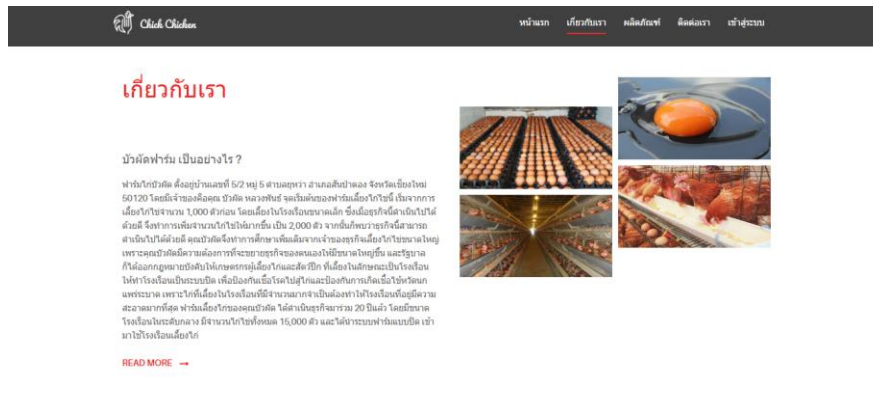 Chick Chicken
หน้าแรก เกี่ยวกับเรา ผลิตภัณฑ์ ติดต่อเรา เข้าสู่ระบบ
เกี่ยวกับเรา
บัวผัดฟาร์ม เป็นอย่างไร ?
ฟาร์มไก่บัวผัด ตั้งอยู่บ้านเลขที่ 5/2 หมู่ 5 ตำบลยุหว่า อำเภอสันป่าตอง จังหวัดเชียงใหม่
50120 โดยมีเจ้าของคือคุณ บัวผัด หลวงพันธ์ จุดเริ่มต้นของฟาร์มเลี้ยงไก่ไข่นี้ เริ่มจากการ
เลี้ยงไก่ไข่จำนวน 1,000 ตัวก่อน โดยเลี้ยงในโรงเรือนขนาดเล็ก ซึ่งเมื่อธุรกิจนี้ดำเนินไปได้
ด้วยดี จึงทำการเพิ่มจำนวนไก่ไข่ให้มากขึ้น เป็น 2,000 ตัว จากนั้นก็พบว่าธุรกิจนี้สามารถ
ดำเนินไปได้ด้วยดี คุณบัวผัดจึงทำการศึกษาเพิ่มเติมจากเจ้าของธุรกิจเลี้ยงไก่ไข่ขนาดใหญ่
เพราะคุณบัวผัดมีความต้องการที่จะขยายธุรกิจของตนเองให้มีขนาดใหญ่ขึ้น และรัฐบาล
ก็ได้ออกกฎหมายบังคับให้เกษตรกรผู้เลี้ยงไก่และสัตว์ปีก ที่เลี้ยงในลักษณะเป็นโรงเรือน
ให้ทำโรงเรือนเป็นระบบปิด เพื่อป้องกันเชื้อโรคไปสู่ไก่และป้องกันการเกิดเชื้อไข้หวัดนก
แพร่ระบาด เพราะไก่ที่เลี้ยงในโรงเรือนที่มีจำนวนมากจำเป็นต้องทำให้โรงเรือนที่อยู่มีความ
สะอาดมากที่สุด ฟาร์มเลี้ยงไก่ของคุณบัวผัด ได้ดำเนินธุรกิจมาร่วม 20 ปีแล้ว โดยมีขนาด
โรงเรือนในระดับกลาง มีจำนวนไก่ไข่ทั้งหมด 15,000 ตัว และได้นำระบบฟาร์มแบบปิด เข้า
มาใช้โรงเรือนเลี้ยงไก่
READ MORE →